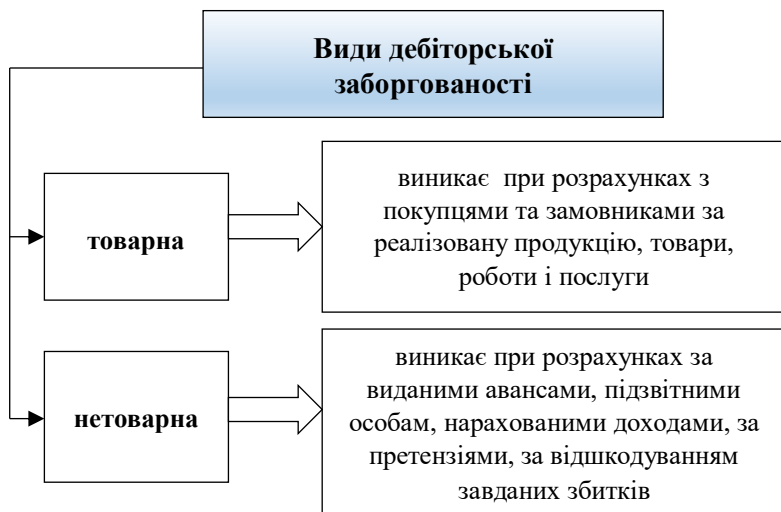 Види дебіторської
заборгованості
товарна
виникає при розрахунках з
покупцями та замовниками за
реалізовану продукцію, товари,
роботи і послуги
нетоварна
виникає при розрахунках за
виданими авансами, підзвітними
особам, нарахованими доходами, за
претензіями, за відшкодуванням
завданих збитків